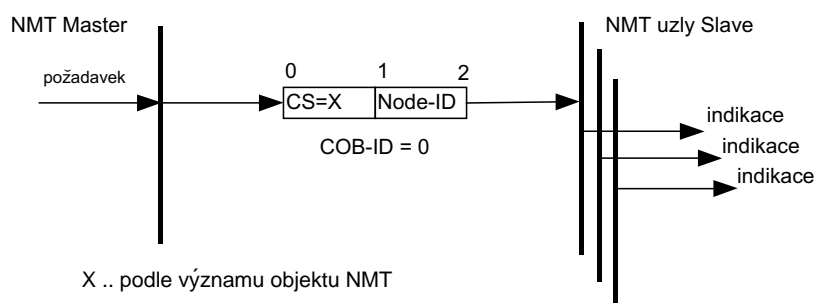 NMT Master
NMT uzly Slave
požadavek
0 1 2
CS=X Node-ID
COB-ID = 0
indikace
indikace
indikace
X .. podle významu objektu NMT